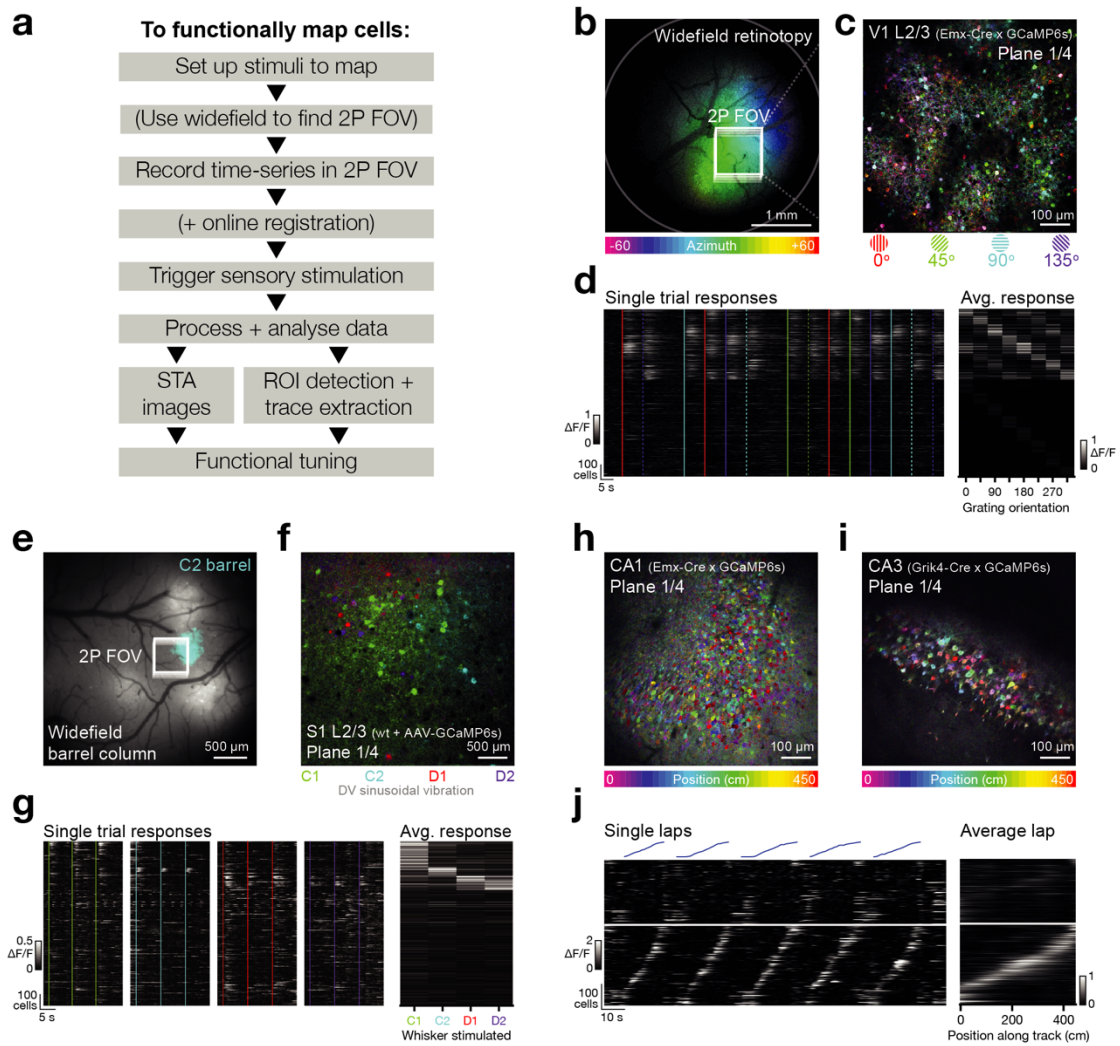 a
To functionally map cells:
Set up stimuli to map
(Use widefield to find 2P FOV)
Record time-series in 2P FOV
(+ online registration)
Trigger sensory stimulation
Process + analyse data
STA
images
ROI detection +
trace extraction
Functional tuning
b
Widefield retinotopy
2P FOV
1 mm
-60 Azimuth +60
c
V1 L2/3 (Emx-Cre x GCaMP6s)
Plane 1/4
100 µm
0° 45° 90° 135°
d
Single trial responses
Avg. response
1
ΔF/F
0
100
cells
5 s
1
ΔF/F
0
0 90 180 270
Grating orientation
e
C2 barrel
2P FOV
Widefield
barrel column
500 µm
f
S1 L2/3 (wt + AAV-GCaMP6s)
Plane 1/4
500 µm
C1 C2 D1 D2
DV sinusoidal vibration
g
Single trial responses
Avg. response
0.5
ΔF/F
0
100
cells
5 s
C1 C2 D1 D2
Whisker stimulated
h
CA1 (Emx-Cre x GCaMP6s)
Plane 1/4
100 µm
0 Position (cm) 450
i
CA3 (Grik4-Cre x GCaMP6s)
Plane 1/4
100 µm
0 Position (cm) 450
j
Single laps
Average lap
2
ΔF/F
0
100
cells
10 s
1
0
0 200 400
Position along track (cm)